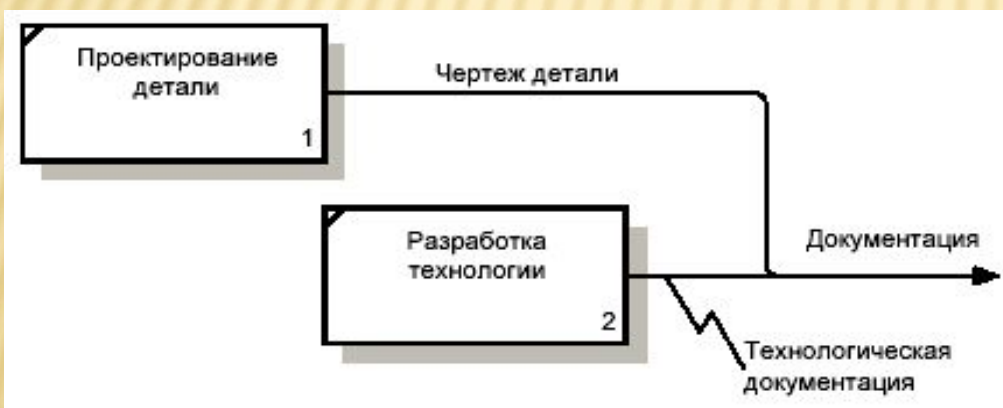 Проектирование
детали
1
Чертеж детали
Разработка
технологии
2
Документация
Технологическая
документация